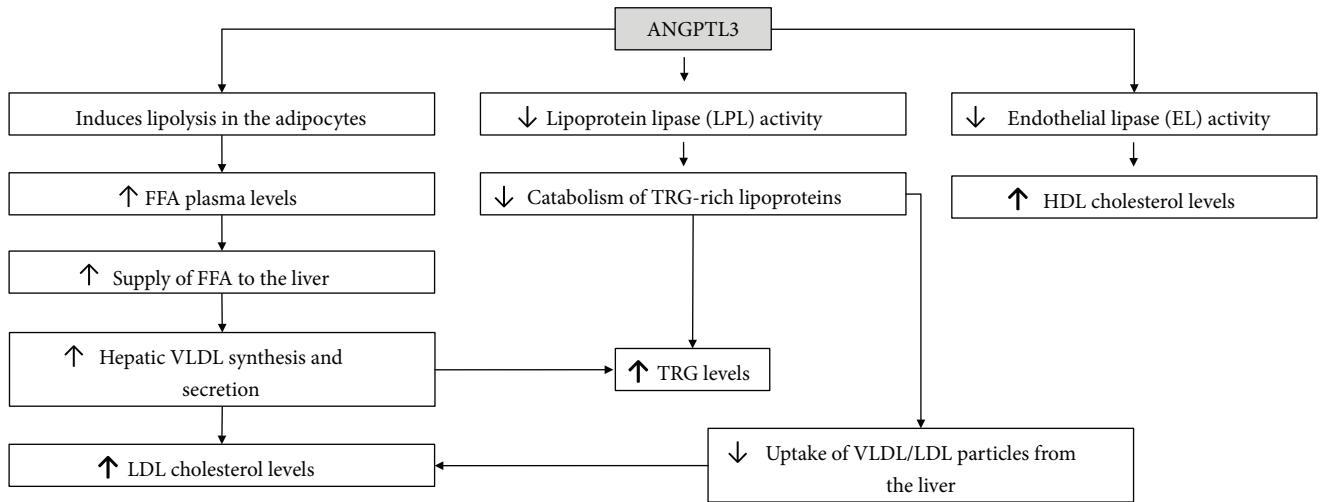 ANGPTL3
Induces lipolysis in the adipocytes
↓ Lipoprotein lipase (LPL) activity
↓ Endothelial lipase (EL) activity
↑ FFA plasma levels
↓ Catabolism of TRG-rich lipoproteins
↑ HDL cholesterol levels
↑ Supply of FFA to the liver
↑ Hepatic VLDL synthesis and
secretion
↑ TRG levels
↑ LDL cholesterol levels
↓ Uptake of VLDL/LDL particles from
the liver